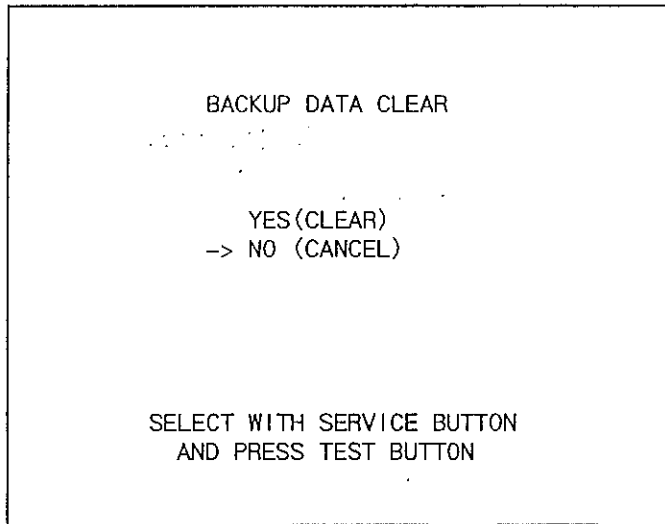 BACKUP DATA CLEAR
YES(CLEAR)
-> NO (CANCEL)
SELECT WITH SERVICE BUTTON
AND PRESS TEST BUTTON